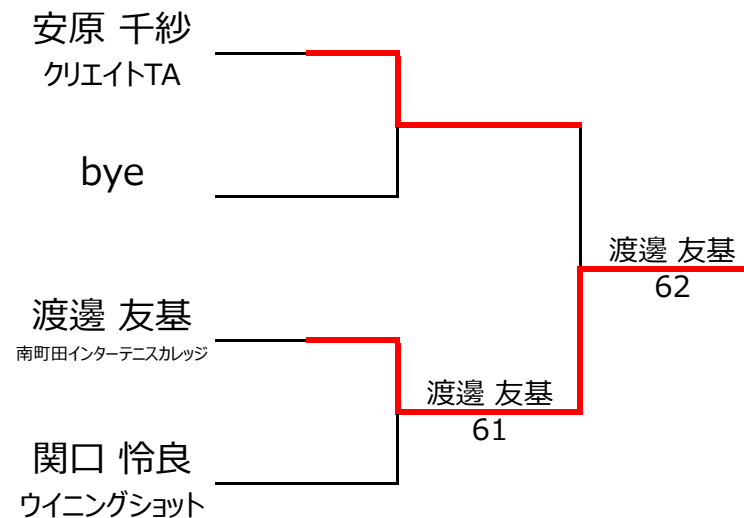 安原 千紗
クリエイトTA
bye
渡邊 友基
南町田インターテニスカレッジ
関口 怜良
ウイニングショット
渡邊 友基
61
渡邊 友基
62